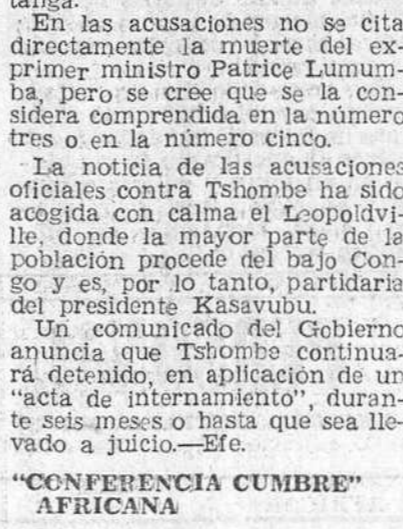 tanga.
En las acusaciones no se cita
directamente la muerte del ex-
primer ministro Patrice Lumum-
ba, pero se cree que se la con-
sidera comprendida en la número
tres o en la número cinco.
La noticia de las acusaciones
oficiales contra Tshombe ha sido
acogida con calma el Leopoldvi-
lle, donde la mayor parte de la
población procede del bajo Con-
go y es, por lo tanto, partidaria
del presidente Kasavubu.
Un comunicado del Gobierno
anuncia que Tshombe continua-
rá detenido, en aplicación de un
"acta de internamiento", duran-
te seis meses o hasta que sea lle-
vado a juicio.—Efe.
"CONFERENCIA CUMBRE"
AFRICANA